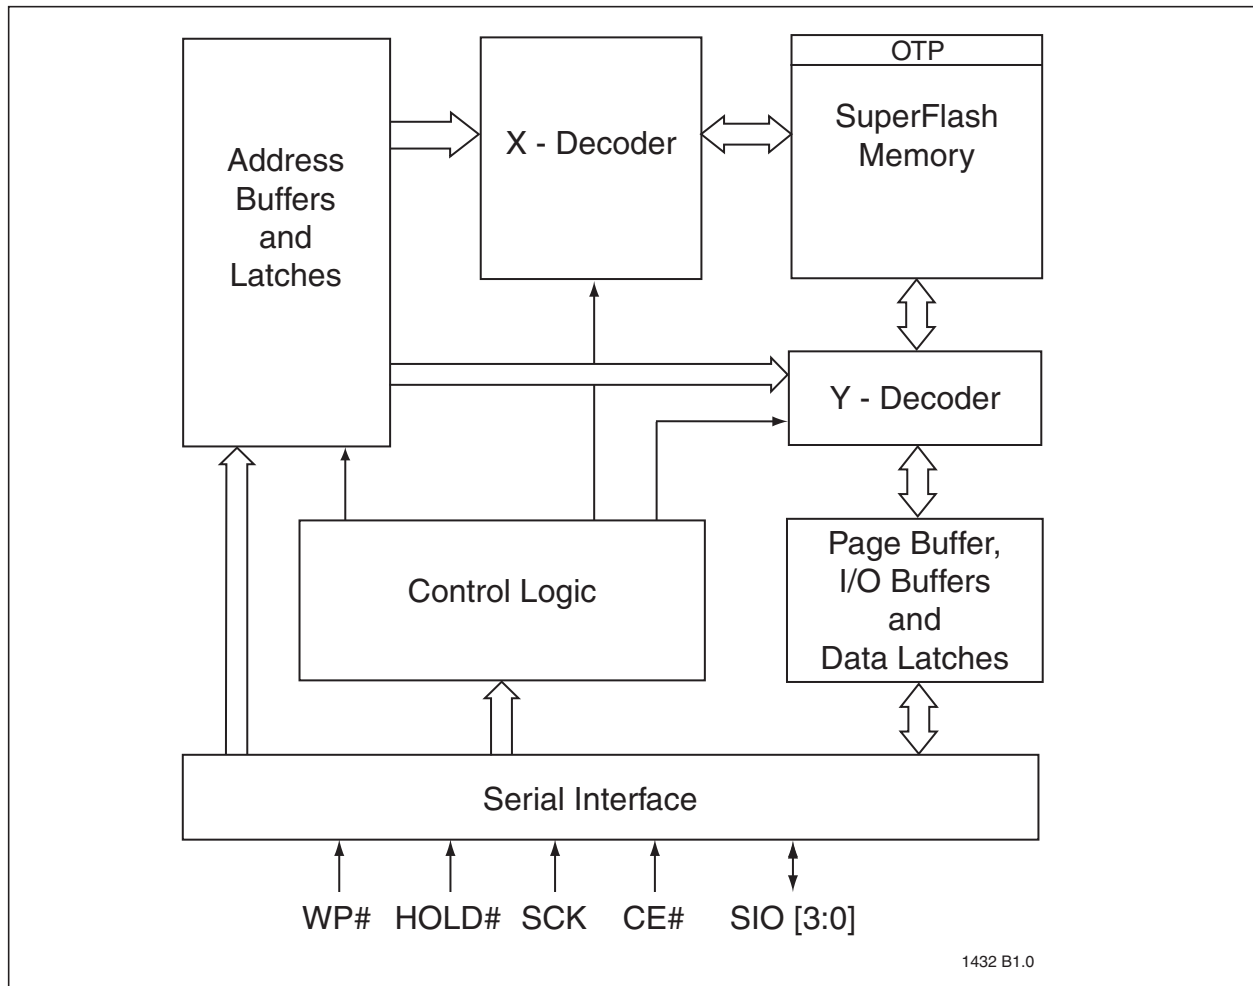 OTP
SuperFlash
Memory
X - Decoder
Address
Buffers
and
Latches
Y - Decoder
Page Buffer,
I/O Buffers
and
Data Latches
Control Logic
Serial Interface
WP# HOLD# SCK CE# SIO [3:0]
1432 B1.0